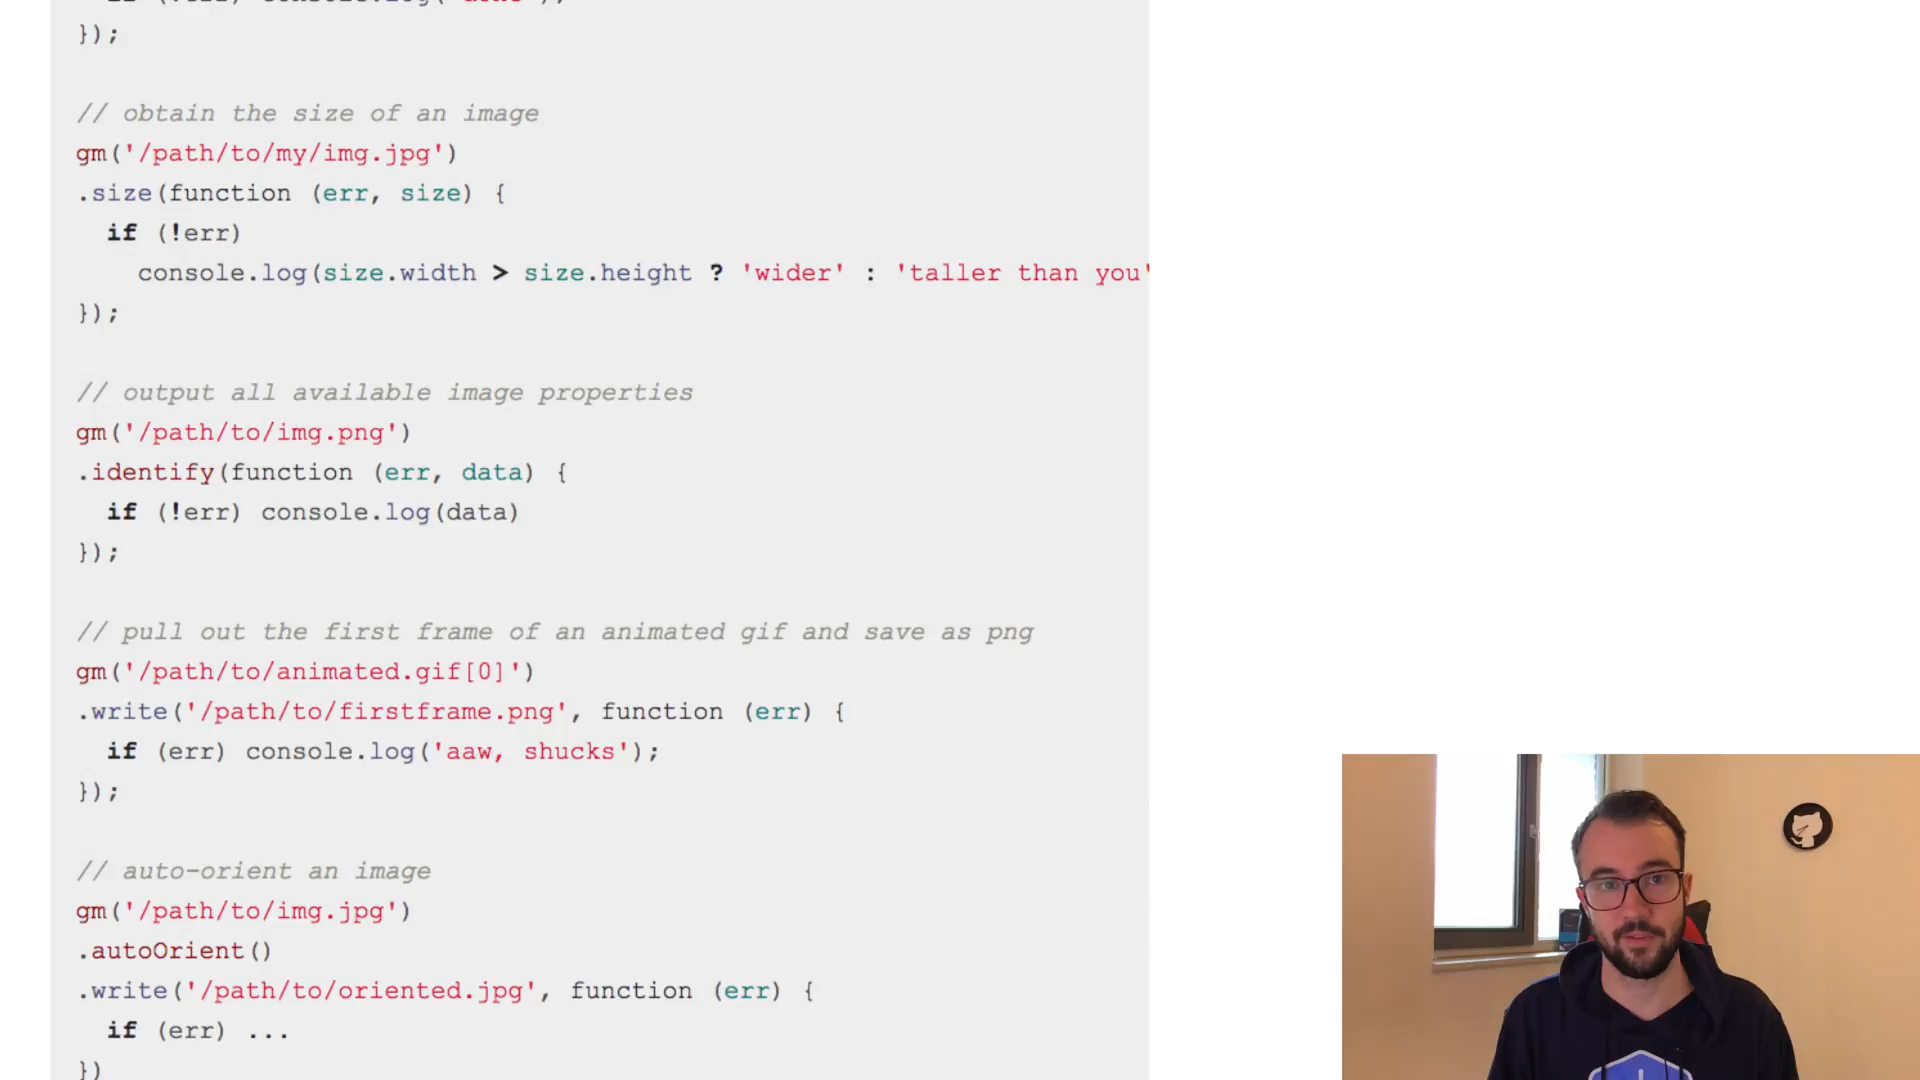 });
// obtain the size of an image
gm('/path/to/my/img.jpg')
.size(function (err, size) {
  if (!err)
    console.log(size.width > size.height ? 'wider' : 'taller than you'
});
// output all available image properties
gm('/path/to/img.png')
.identify(function (err, data) {
  if (!err) console.log(data)
});
// pull out the first frame of an animated gif and save as png
gm('/path/to/animated.gif[0]')
.write('/path/to/firstframe.png', function (err) {
  if (err) console.log('aaw, shucks');
});
// auto-orient an image
gm('/path/to/img.jpg')
.autoOrient()
.write('/path/to/oriented.jpg', function (err) {
  if (err) ...
})